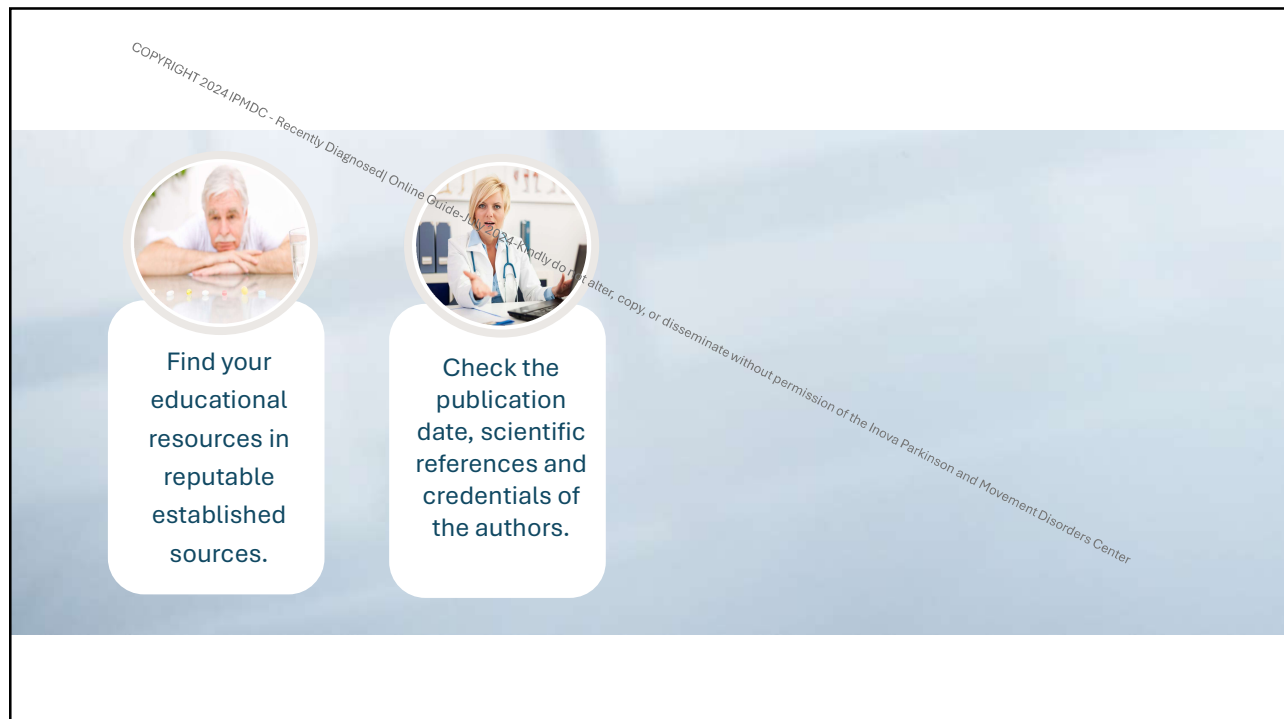 COPYRIGHT 2024 IPMDC - Recently Diagnosed| Online Guide-July 2024-Kindly do not alter, copy, or disseminate without permission of the Inova Parkinson and Movement Disorders Center
Find your
educational
resources in
reputable
established
sources.
Check the
publication
date, scientific
references and
credentials of
the authors.